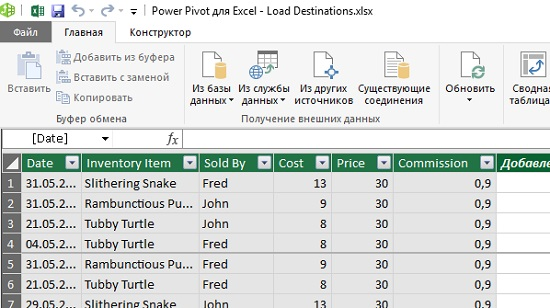 Power Pivot для Excel - Load Destinations.xlsx
Файл Главная Конструктор
Вставить
Добавить из буфера
Вставить с заменой
Копировать
Буфер обмена
Из базы данных
Из службы данных
Из других источников
Существующие соединения
Получение внешних данных
Обновить
Сводная таблица
[Date] fx
Date Inventory Item Sold By Cost Price Commission Добавле
1 31.05.2... Slithering Snake Fred 13 30 0,9
2 31.05.2... Rambunctious Pu... John 9 30 0,9
3 21.05.2... Tubby Turtle John 8 30 0,9
4 04.05.2... Tubby Turtle Fred 8 30 0,9
5 31.05.2... Rambunctious Pu... Fred 9 30 0,9
6 21.05.2... Tubby Turtle Fred 8 30 0,9
7 29.05.2... Slithering Snake John 13 30 0,9